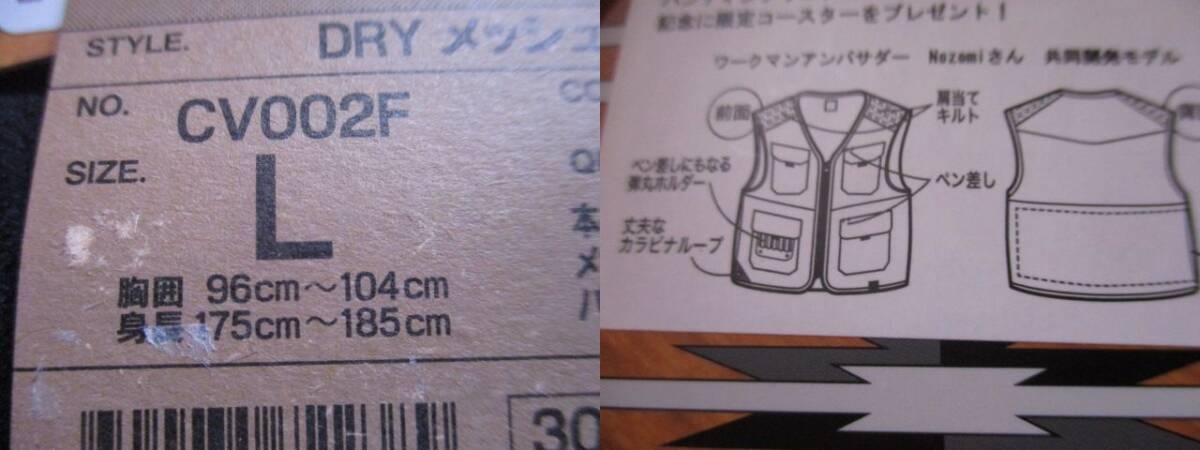 STYLE. DRY メッシュ
NO. CV002F
SIZE. L
胸囲 96cm〜104cm
身長 175cm〜185cm
30
本
メ
記念に限定コースターをプレゼント！
ワークマンアンバサダー Nozomiさん 共同開発モデル
前面
肩当て
キルト
ペン差しにもなる
弾丸ホルダー
ペン差し
丈夫な
カラビナループ